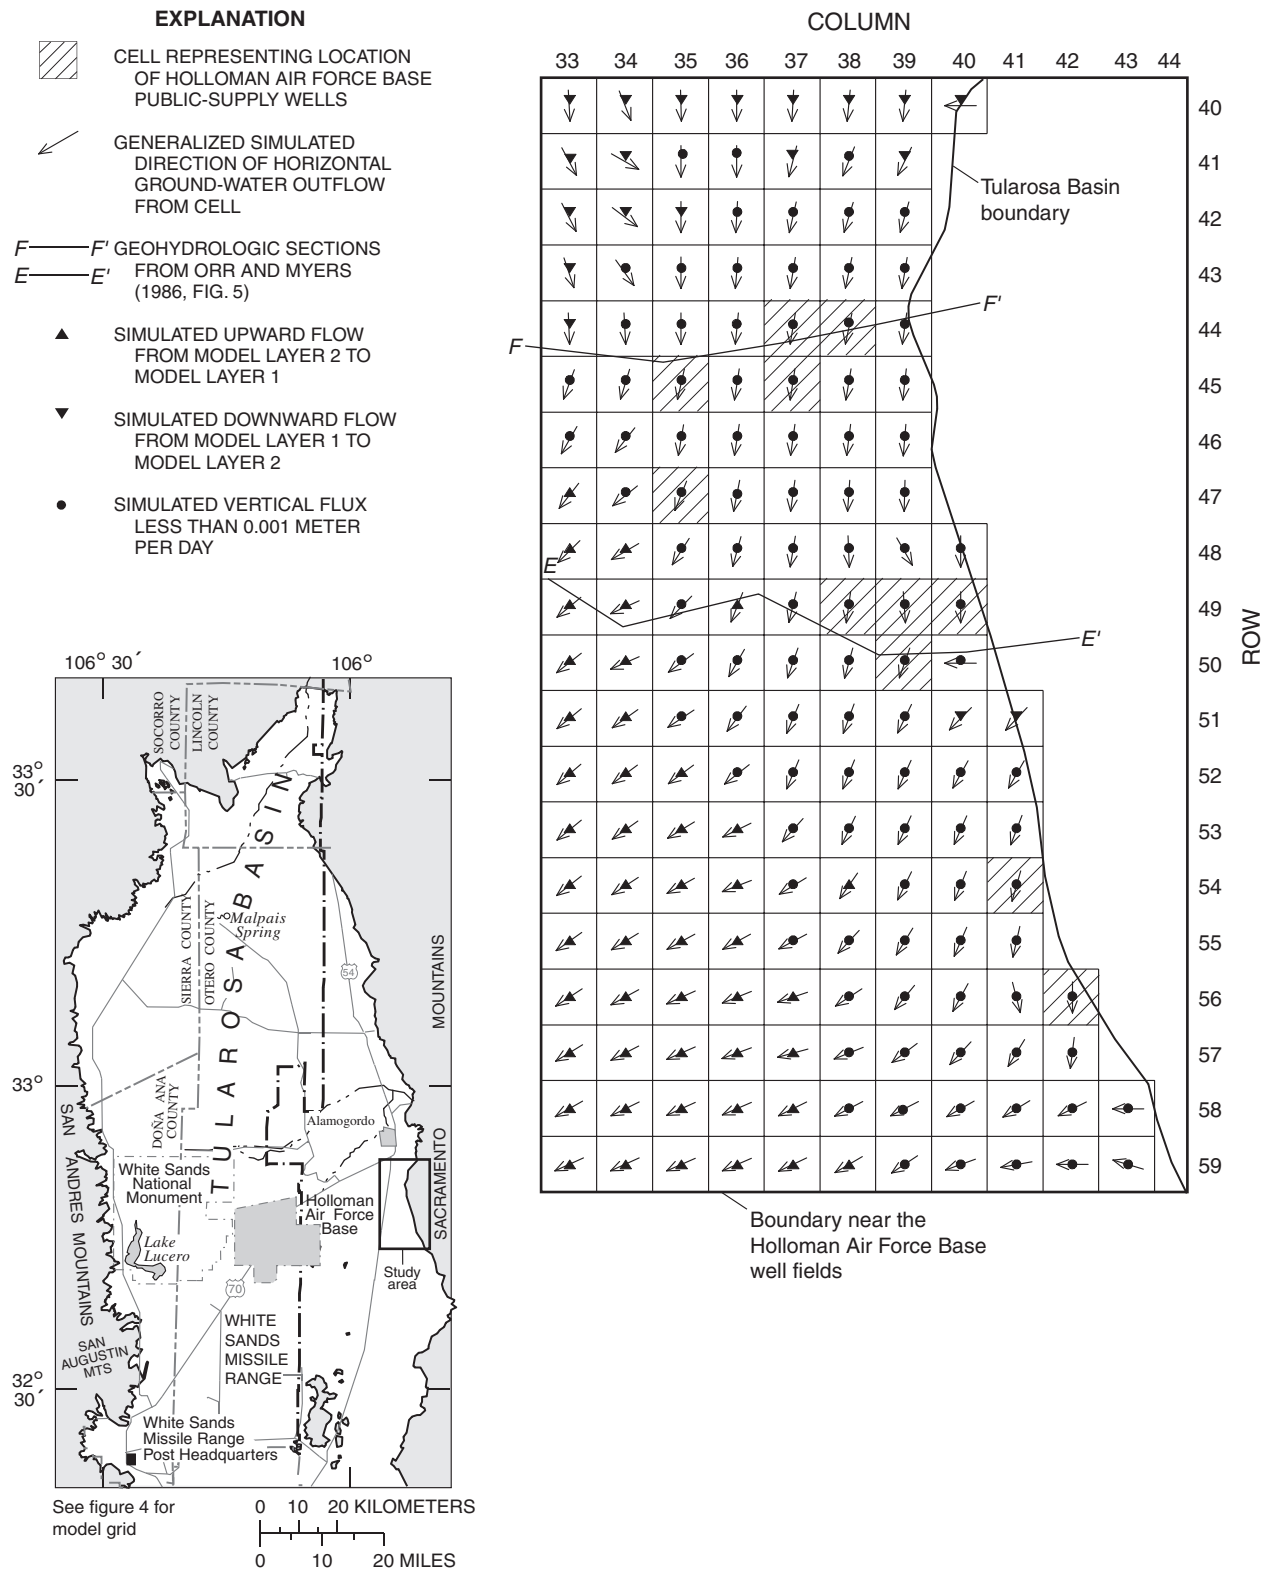 EXPLANATION
CELL REPRESENTING LOCATION
OF HOLLOMAN AIR FORCE BASE
PUBLIC-SUPPLY WELLS
GENERALIZED SIMULATED
DIRECTION OF HORIZONTAL
GROUND-WATER OUTFLOW
FROM CELL
F F' GEOHYDROLOGIC SECTIONS
E E' FROM ORR AND MYERS
(1986, FIG. 5)
SIMULATED UPWARD FLOW
FROM MODEL LAYER 2 TO
MODEL LAYER 1
SIMULATED DOWNWARD FLOW
FROM MODEL LAYER 1 TO
MODEL LAYER 2
SIMULATED VERTICAL FLUX
LESS THAN 0.001 METER
PER DAY
COLUMN
33 34 35 36 37 38 39 40 41 42 43 44
40
41
42
43
44
45
46
47
48
49
50
51
52
53
54
55
56
57
58
59
ROW
Tularosa Basin
boundary
F
F'
E
E'
Boundary near the
Holloman Air Force Base
well fields
106° 30´
106°
33°
30´
33°
32°
30´
SOCORRO
COUNTY
LINCOLN
COUNTY
TULAROSA BASIN
SIERRA COUNTY
OTERO COUNTY
Malpais
Spring
54
MOUNTAINS
DOÑA ANA
COUNTY
Alamogordo
SAN ANDRES MOUNTAINS
White Sands
National
Monument
Holloman
Air Force
Base
SACRAMENTO
Lake
Lucero
Study
area
70
WHITE
SANDS
MISSILE
RANGE
SAN
AUGUSTIN
MTS
White Sands
Missile Range
Post Headquarters
See figure 4 for
model grid
0 10 20 KILOMETERS
0 10 20 MILES